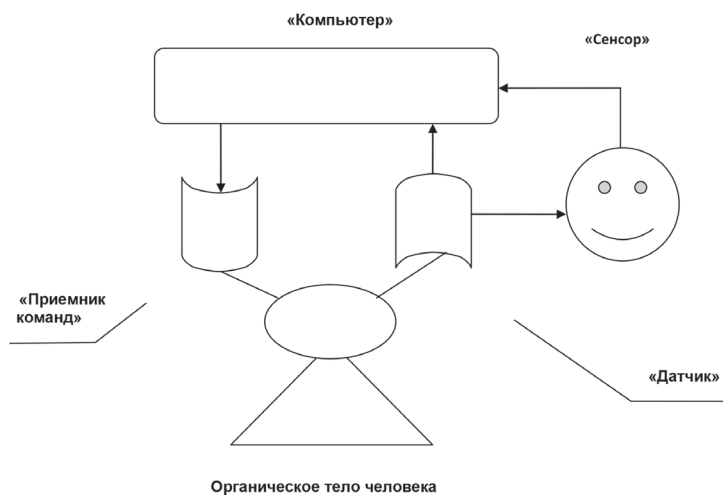 «Компьютер»
«Сенсор»
«Приемник
команд»
«Датчик»
Органическое тело человека